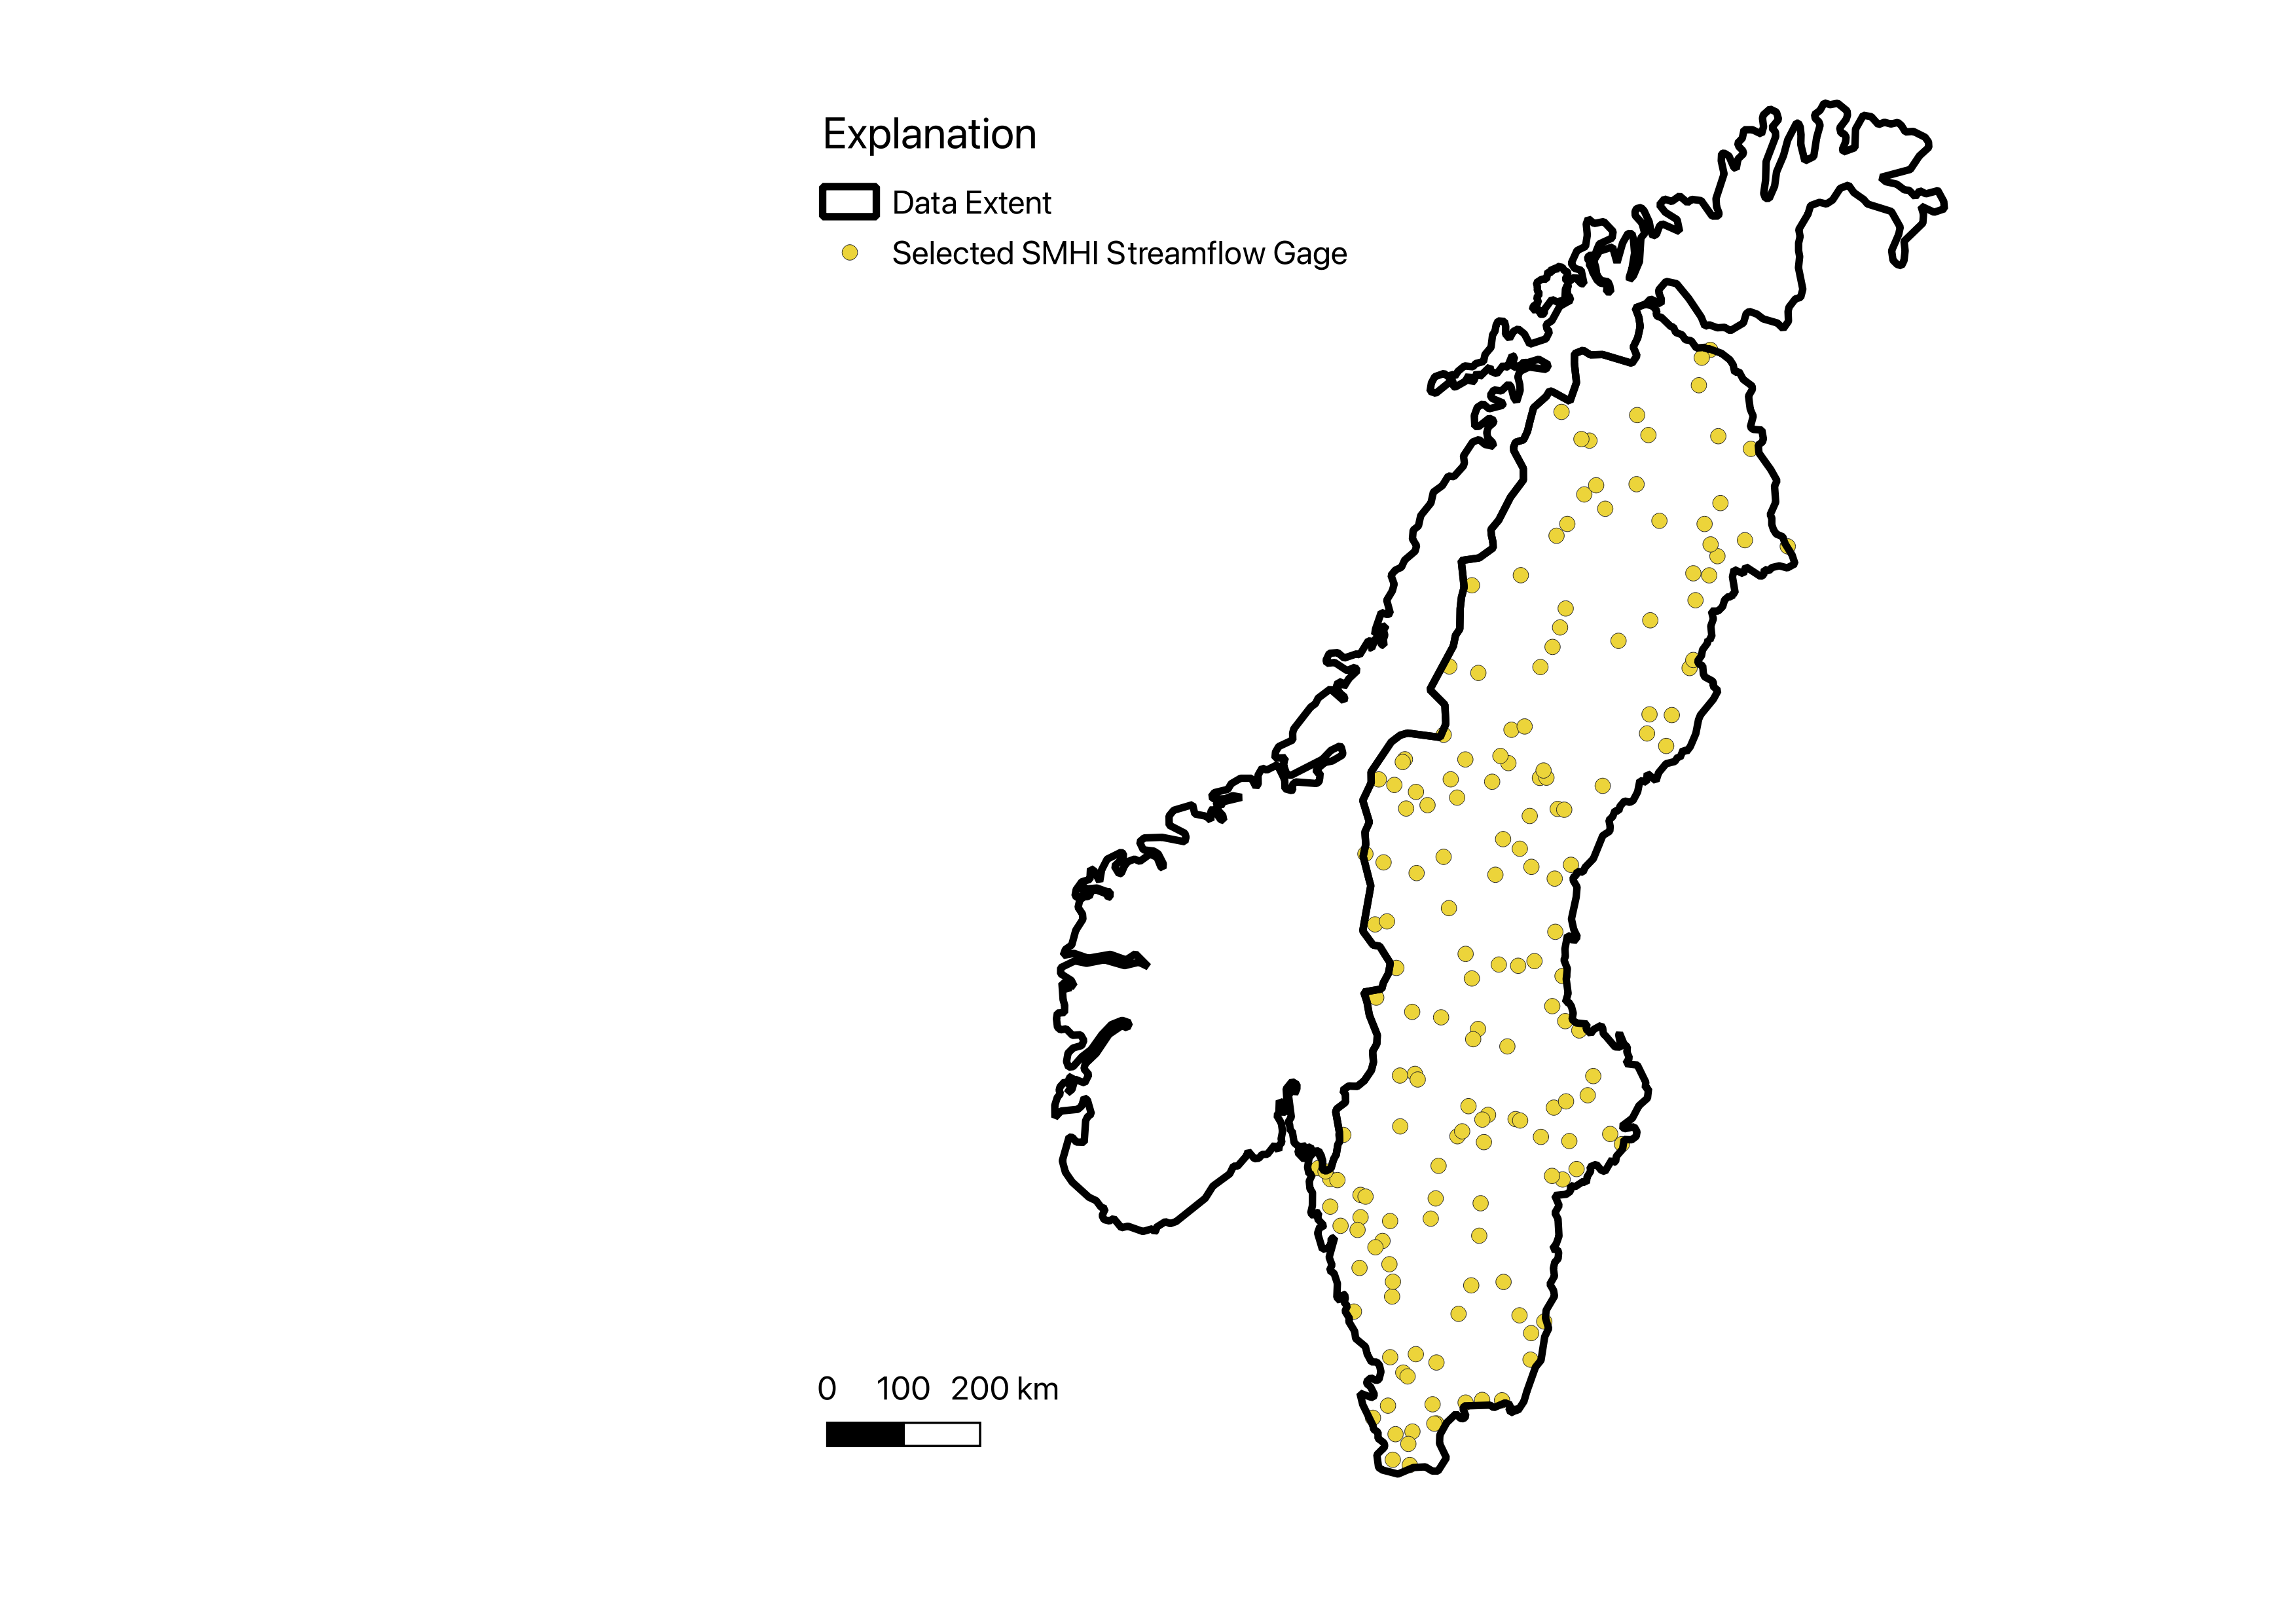 Explanation
Data Extent
Selected SMHI Streamflow Gage
0 100 200 km